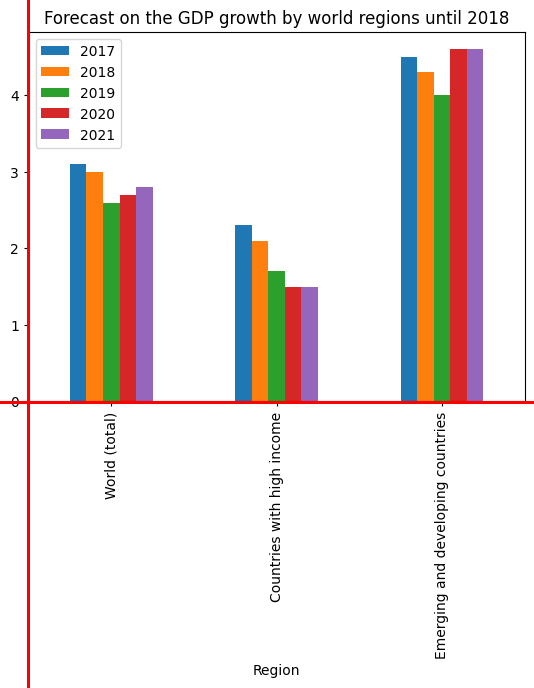 Forecast on the GDP growth by world regions until 2018
2017
2018
2019
2020
2021
4
3
2
1
0
World (total)
Countries with high income
Emerging and developing countries
Region